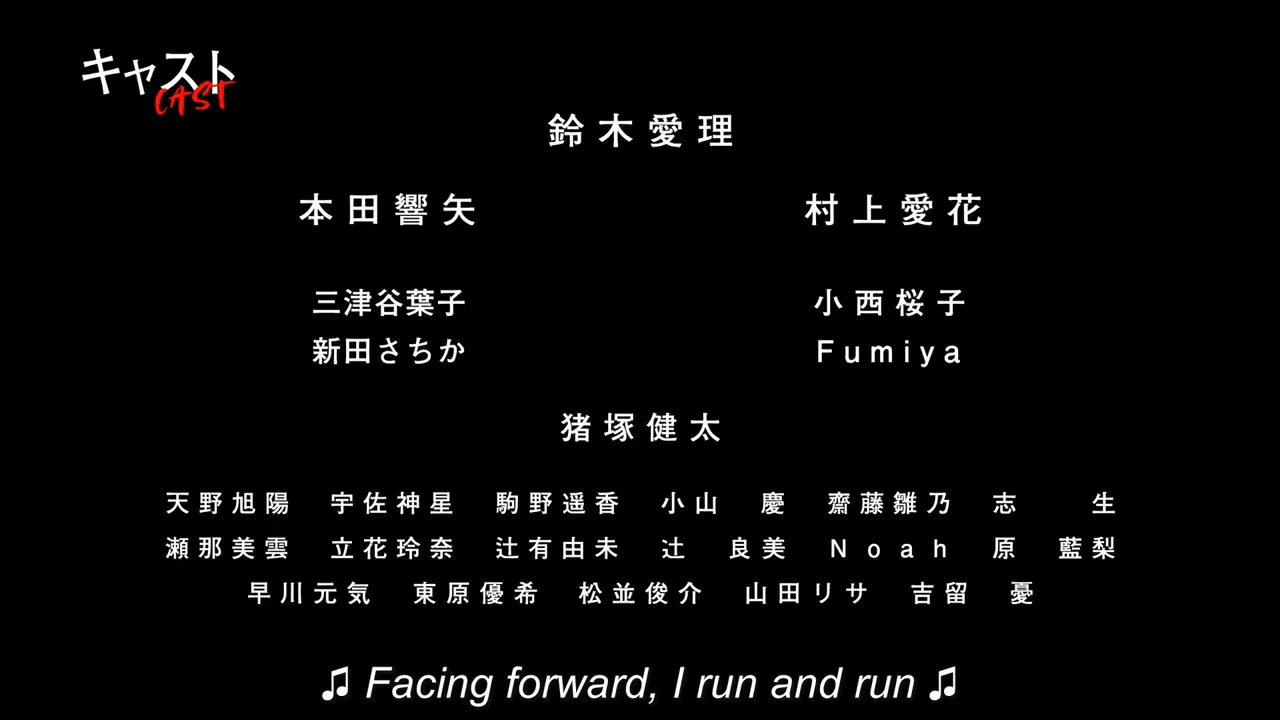 キャスト
CAST
鈴木愛理
本田響矢 村上愛花
三津谷葉子 小西桜子
新田さちか Fumiya
猪塚健太
天野旭陽 宇佐神星 駒野遥香 小山 慶 齋藤雛乃 志 生
瀬那美雲 立花玲奈 辻有由未 辻 良美 Noah 原 藍梨
早川元気 東原優希 松並俊介 山田リサ 吉留 憂
♫ Facing forward, I run and run ♫